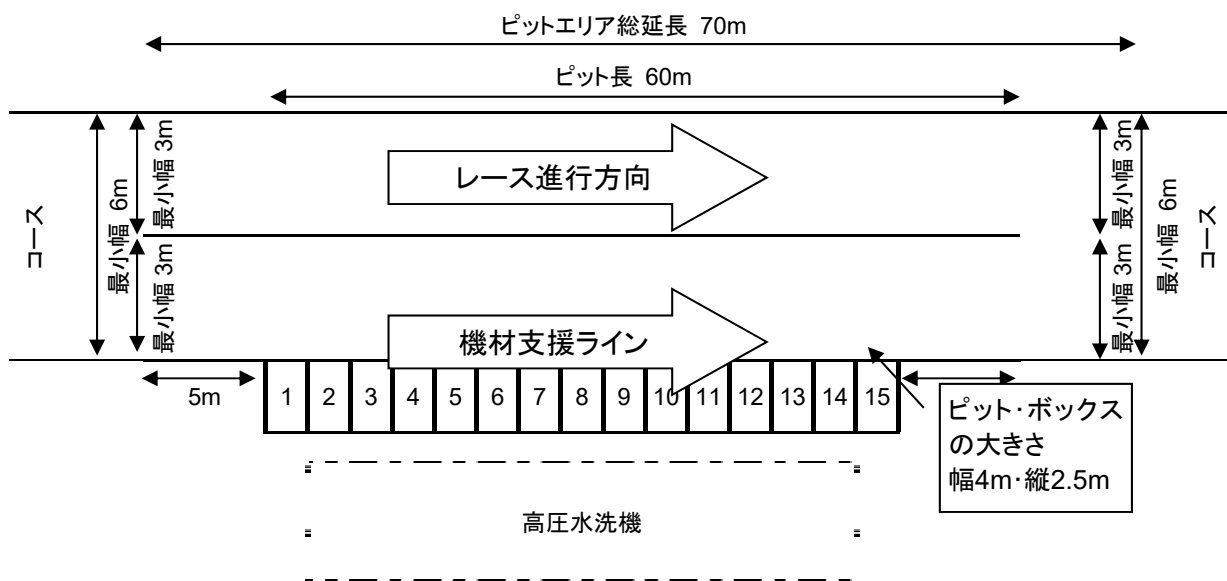 ピットエリア総延長 70m
ピット長 60m
コース
最小幅 6m
最小幅 3m
最小幅 3m
レース進行方向
機材支援ライン
最小幅 3m
最小幅 3m
最小幅 6m
コース
5m
1 2 3 4 5 6 7 8 9 10 11 12 13 14 15
ピット・ボックス
の大きさ
幅4m・縦2.5m
高圧水洗機